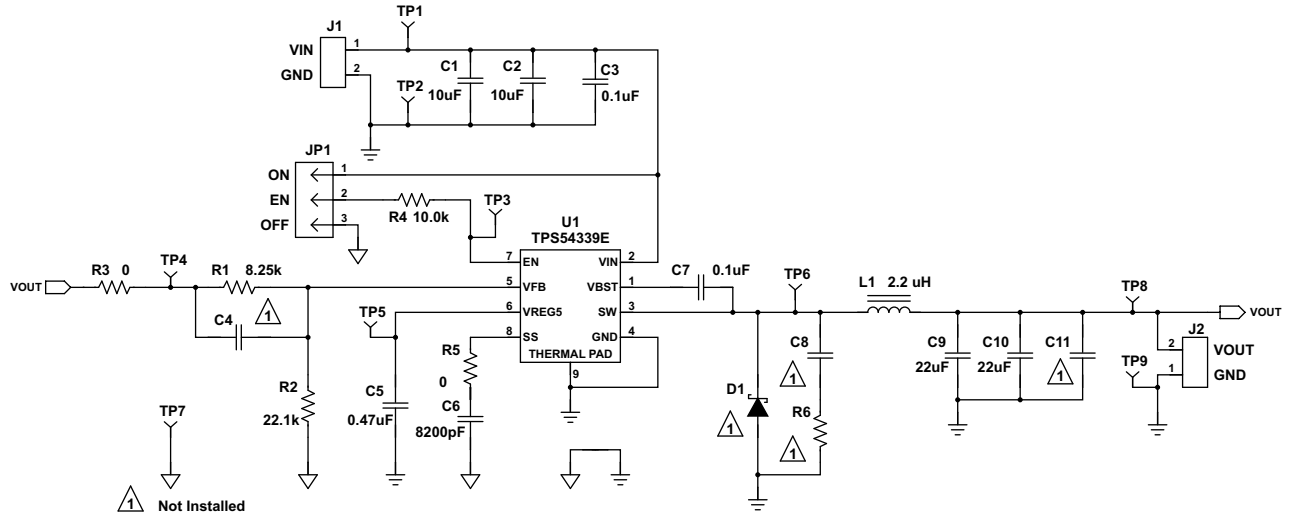 J1
TP1
VIN
1
GND
2
TP2
C1
10uF
C2
10uF
C3
0.1uF
JP1
ON
1
EN
2
OFF
3
R4 10.0k
TP3
U1
TPS54339E
7
EN
VIN
2
5
VFB
VBST
1
6
VREG5
SW
3
8
SS
GND
4
THERMAL PAD
9
VOUT
R3 0
TP4
R1 8.25k
1
C4
R2
22.1k
TP5
C5
0.47uF
R5
0
C6
8200pF
TP7
1 Not Installed
C7
0.1uF
TP6
L1 2.2 uH
D1
1
C8
1
R6
1
C9
22uF
C10
22uF
C11
1
TP8
VOUT
J2
2
VOUT
1
GND
TP9